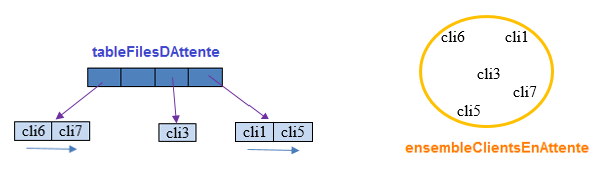 tableFilesDAttente
cli6 cli7
cli3
cli1 cli5
cli6 cli1
cli3
cli7
cli5
ensembleClientsEnAttente